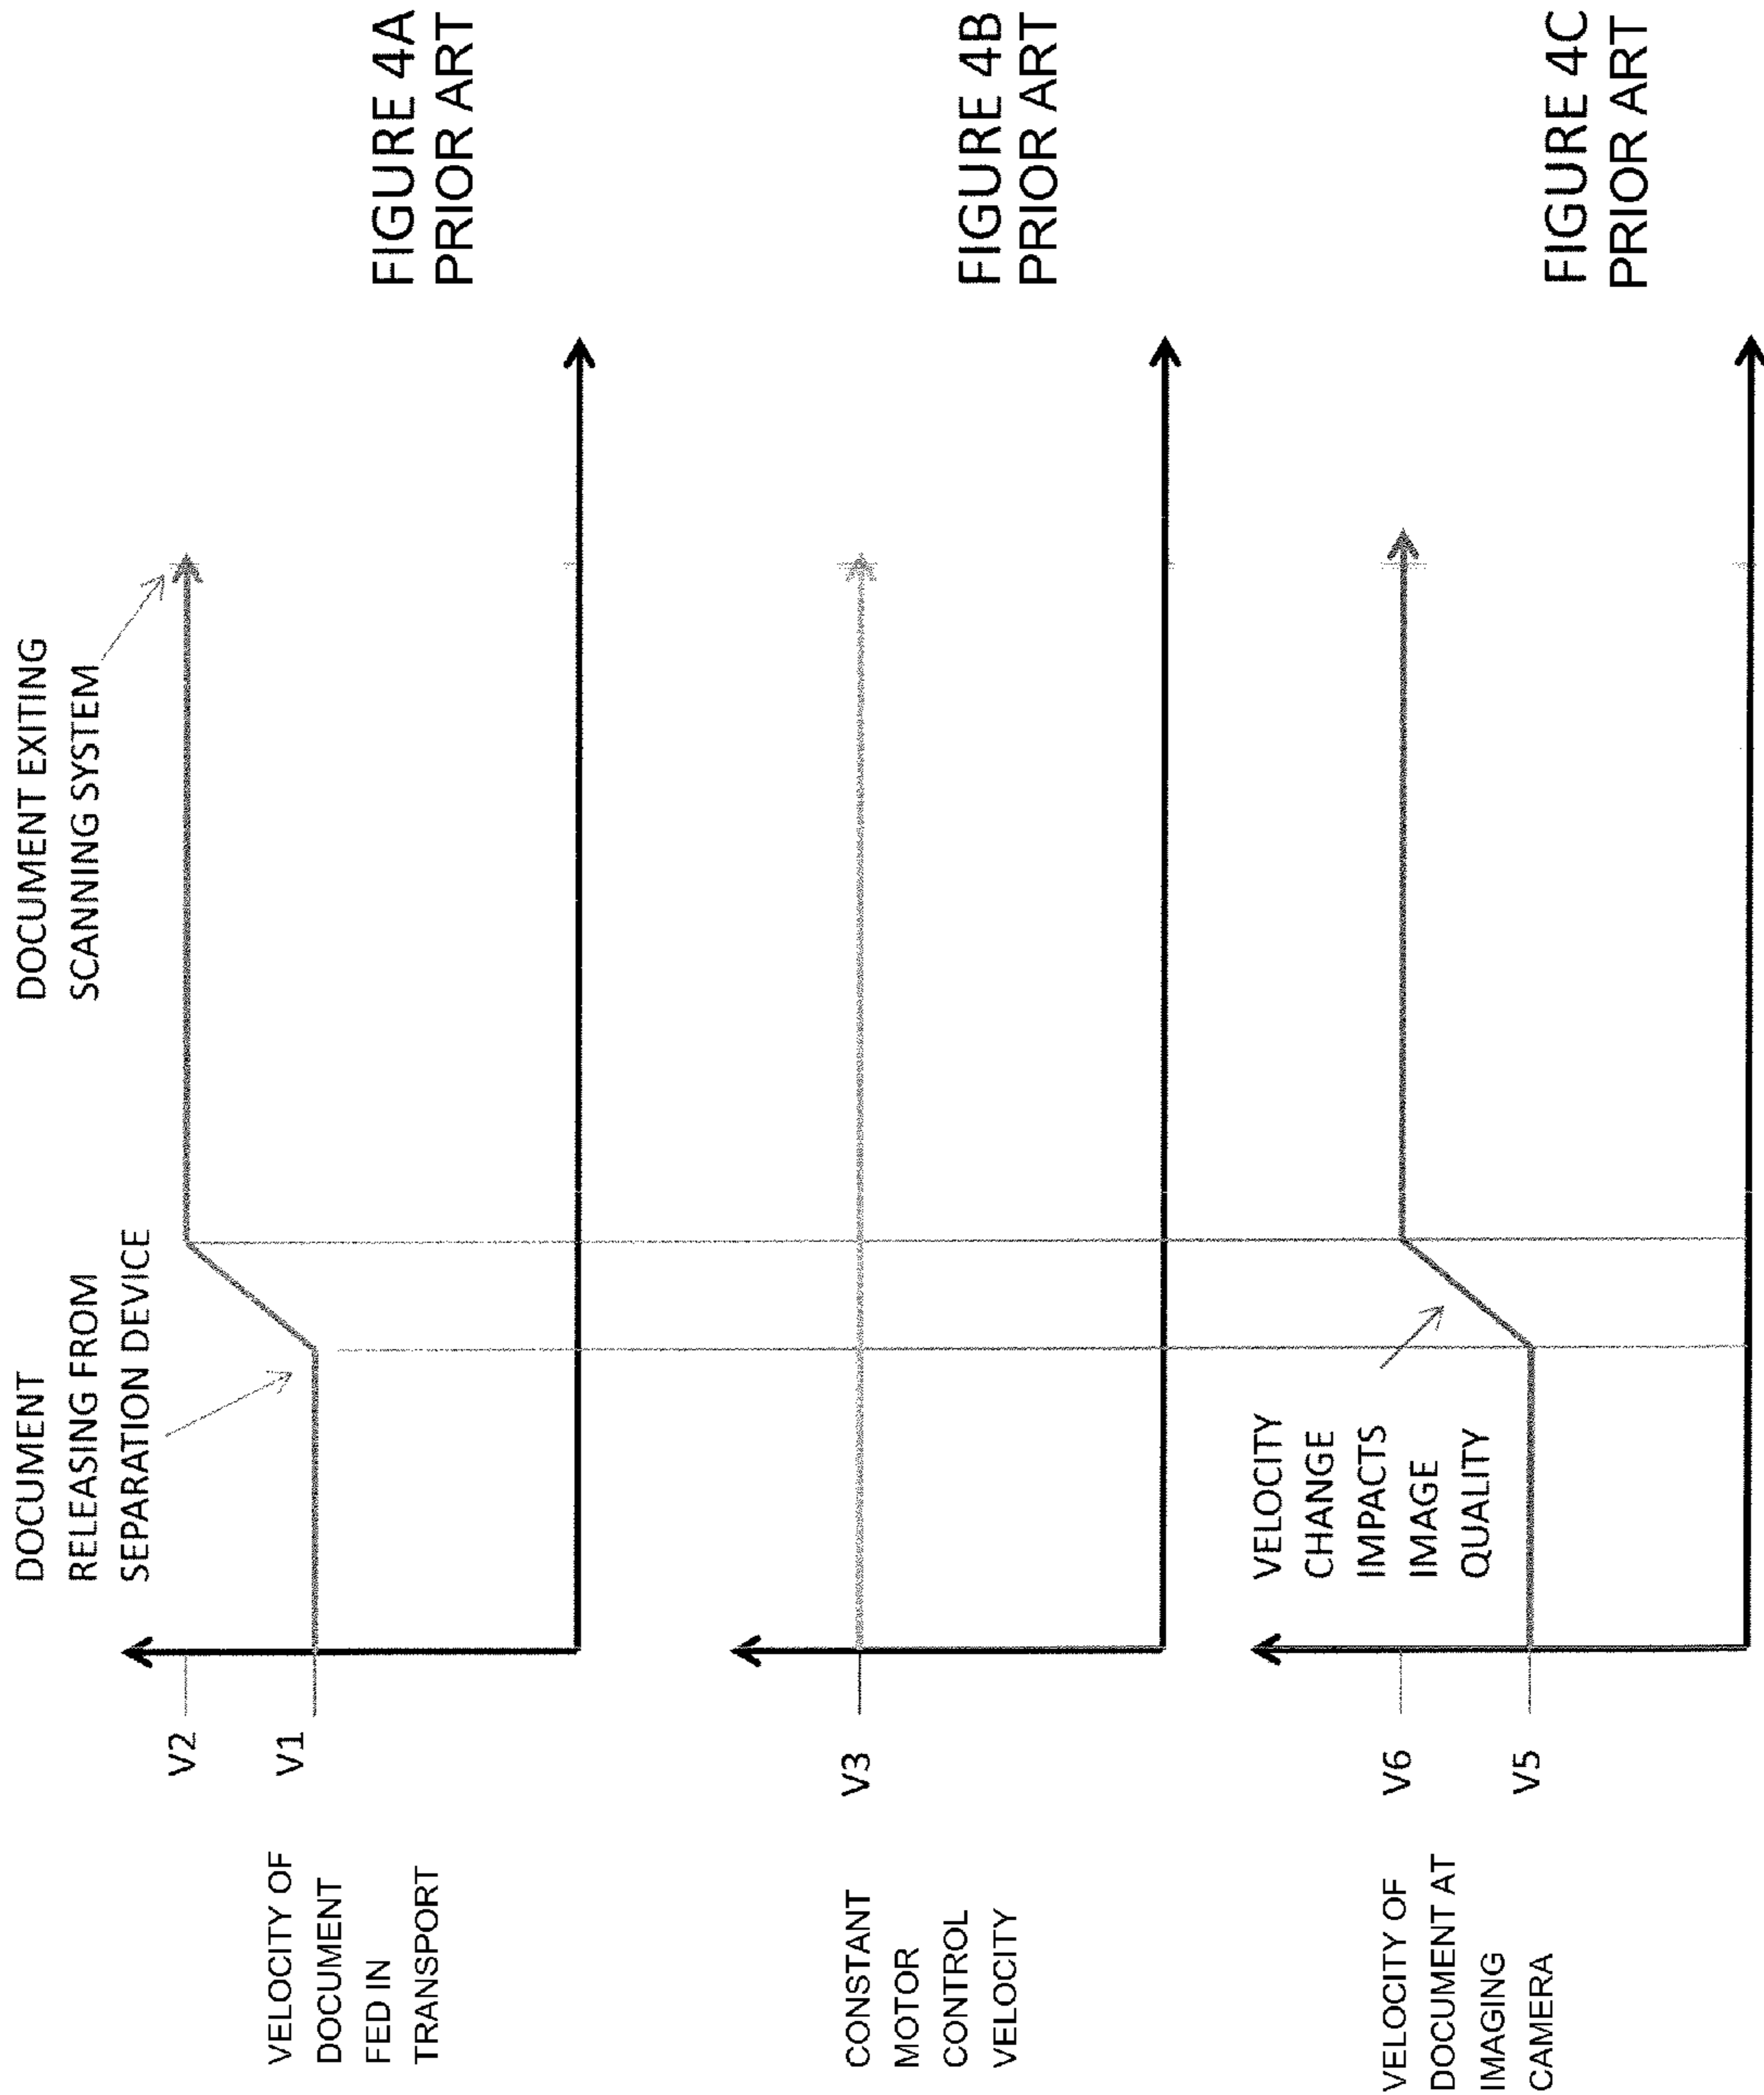 DOCUMENT
RELEASING FROM
SEPARATION DEVICE
DOCUMENT EXITING
SCANNING SYSTEM
VELOCITY OF
DOCUMENT
FED IN
TRANSPORT
V2
V1
FIGURE 4A
PRIOR ART
CONSTANT
MOTOR
CONTROL
VELOCITY
V3
FIGURE 4B
PRIOR ART
VELOCITY
CHANGE
IMPACTS
IMAGE
QUALITY
VELOCITY OF
DOCUMENT AT
IMAGING
CAMERA
V6
V5
FIGURE 4C
PRIOR ART